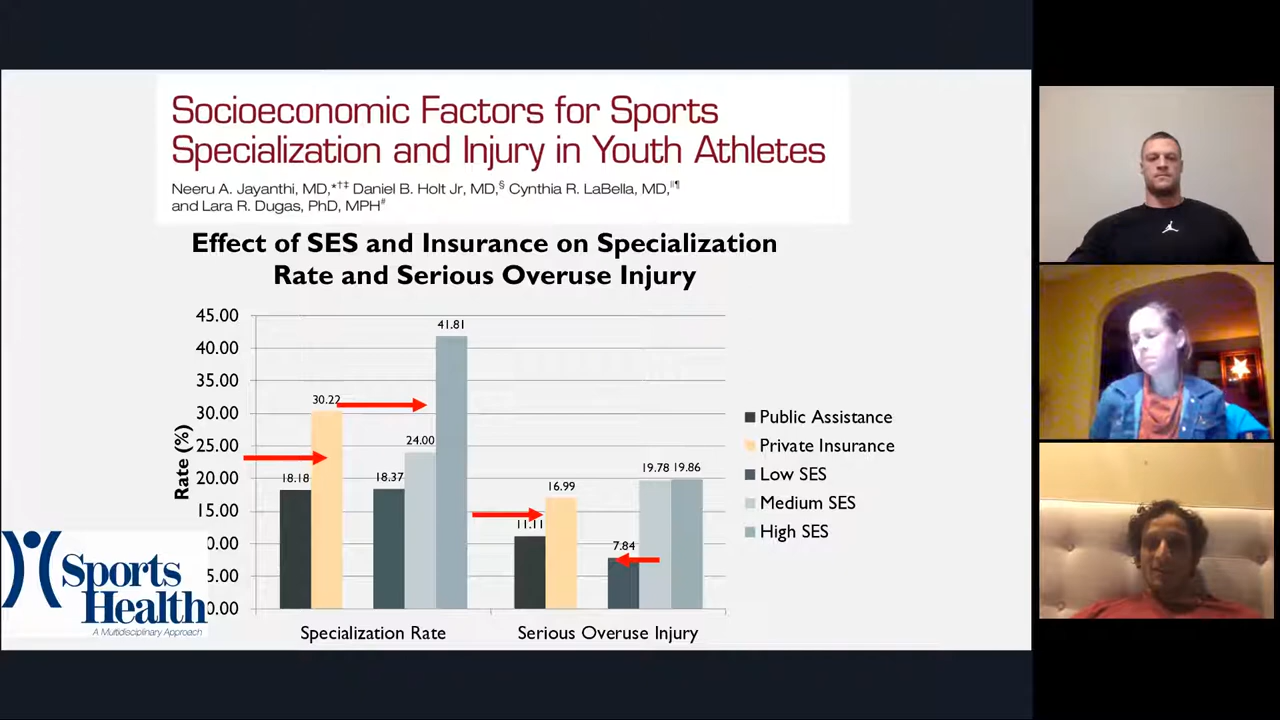 Socioeconomic Factors for Sports
Specialization and Injury in Youth Athletes
Neeru A. Jayanthi, MD,*†‡ Daniel B. Holt Jr, MD,§ Cynthia R. LaBella, MD,‖¶
and Lara R. Dugas, PhD, MPH#
Effect of SES and Insurance on Specialization
Rate and Serious Overuse Injury
Rate (%)
45.00
40.00
35.00
30.00
25.00
20.00
15.00
0.00
5.00
0.00
18.18
30.22
18.37
24.00
41.81
11.11
16.99
7.84
19.78
19.86
Specialization Rate
Serious Overuse Injury
Public Assistance
Private Insurance
Low SES
Medium SES
High SES
Sports
Health
A Multidisciplinary Approach